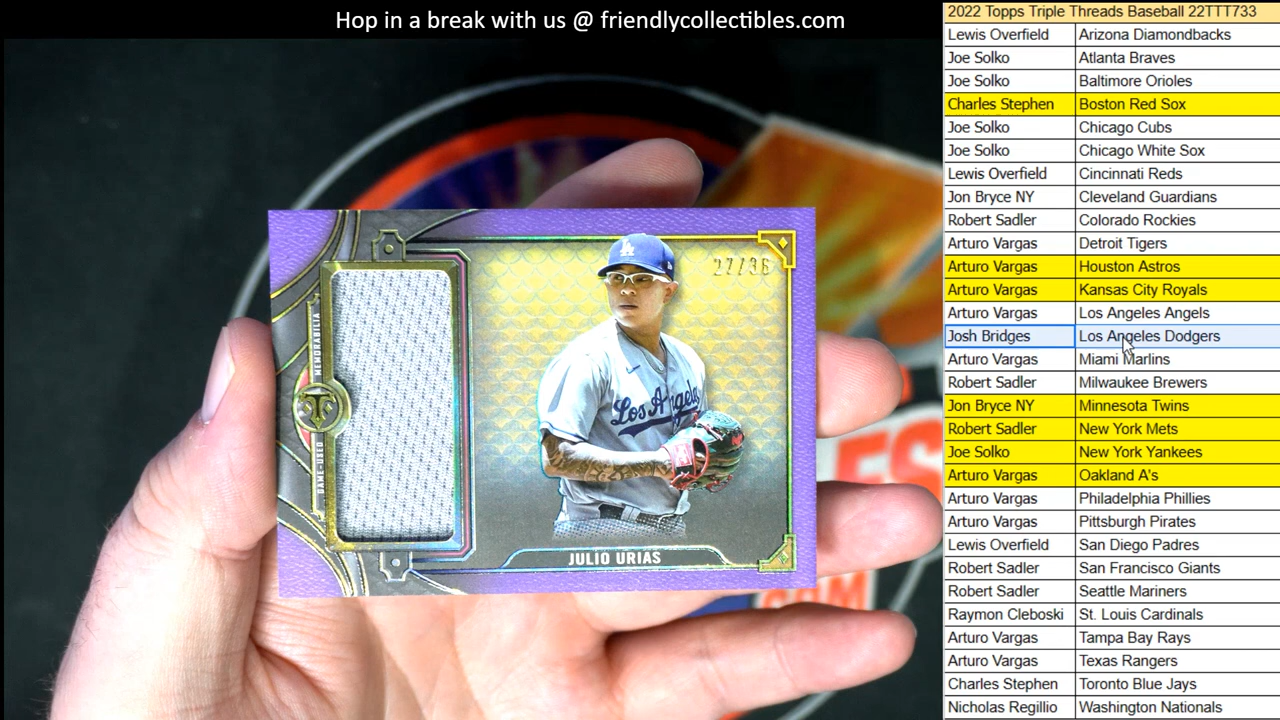 Hop in a break with us @ friendlycollectibles.com
2022 Topps Triple Threads Baseball 22TTT733
Lewis Overfield Arizona Diamondbacks
Joe Solko Atlanta Braves
Joe Solko Baltimore Orioles
Charles Stephen Boston Red Sox
Joe Solko Chicago Cubs
Joe Solko Chicago White Sox
Lewis Overfield Cincinnati Reds
Jon Bryce NY Cleveland Guardians
Robert Sadler Colorado Rockies
Arturo Vargas Detroit Tigers
Arturo Vargas Houston Astros
Arturo Vargas Kansas City Royals
Arturo Vargas Los Angeles Angels
Josh Bridges Los Angeles Dodgers
Arturo Vargas Miami Marlins
Robert Sadler Milwaukee Brewers
Jon Bryce NY Minnesota Twins
Robert Sadler New York Mets
Joe Solko New York Yankees
Arturo Vargas Oakland A's
Arturo Vargas Philadelphia Phillies
Arturo Vargas Pittsburgh Pirates
Lewis Overfield San Diego Padres
Robert Sadler San Francisco Giants
Robert Sadler Seattle Mariners
Raymon Cleboski St. Louis Cardinals
Arturo Vargas Tampa Bay Rays
Arturo Vargas Texas Rangers
Charles Stephen Toronto Blue Jays
Nicholas Regillio Washington Nationals
27/36
LA
Los Angeles
GAME-USED MEMORABILIA
JULIO URIAS
.COM